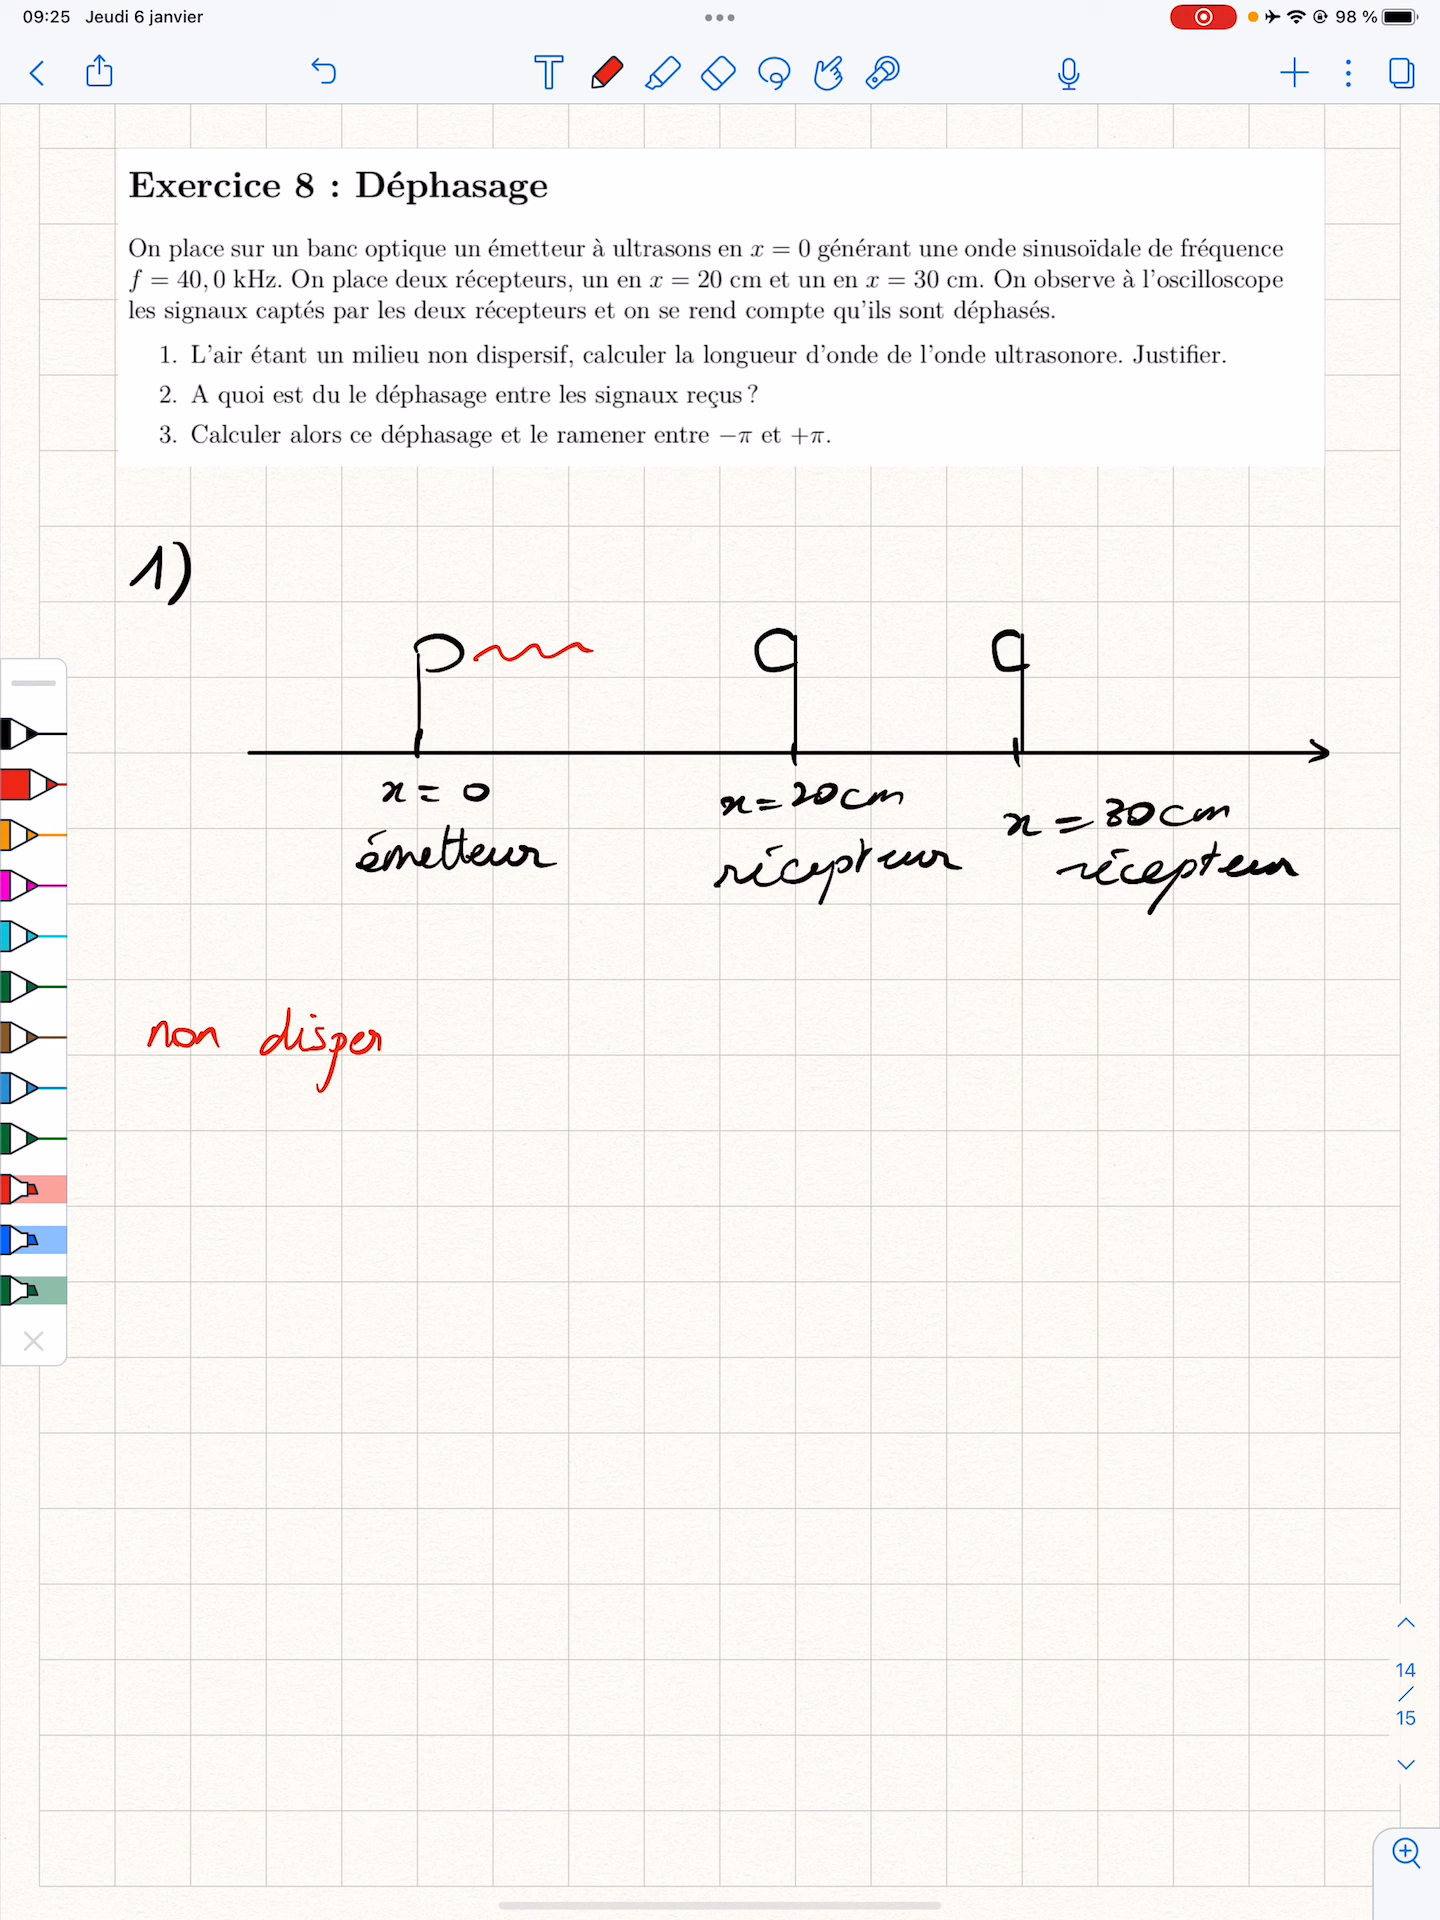 09:25 Jeudi 6 janvier
98 %
Exercice 8 : Déphasage
On place sur un banc optique un émetteur à ultrasons en x = 0 générant une onde sinusoïdale de fréquence
f = 40, 0 kHz. On place deux récepteurs, un en x = 20 cm et un en x = 30 cm. On observe à l'oscilloscope
les signaux captés par les deux récepteurs et on se rend compte qu'ils sont déphasés.
1. L'air étant un milieu non dispersif, calculer la longueur d'onde de l'onde ultrasonore. Justifier.
2. A quoi est du le déphasage entre les signaux reçus ?
3. Calculer alors ce déphasage et le ramener entre −π et +π.
1)
x = 0
x = 20 cm
x = 30 cm
émetteur
récepteur
récepteur
non disper
14
/
15